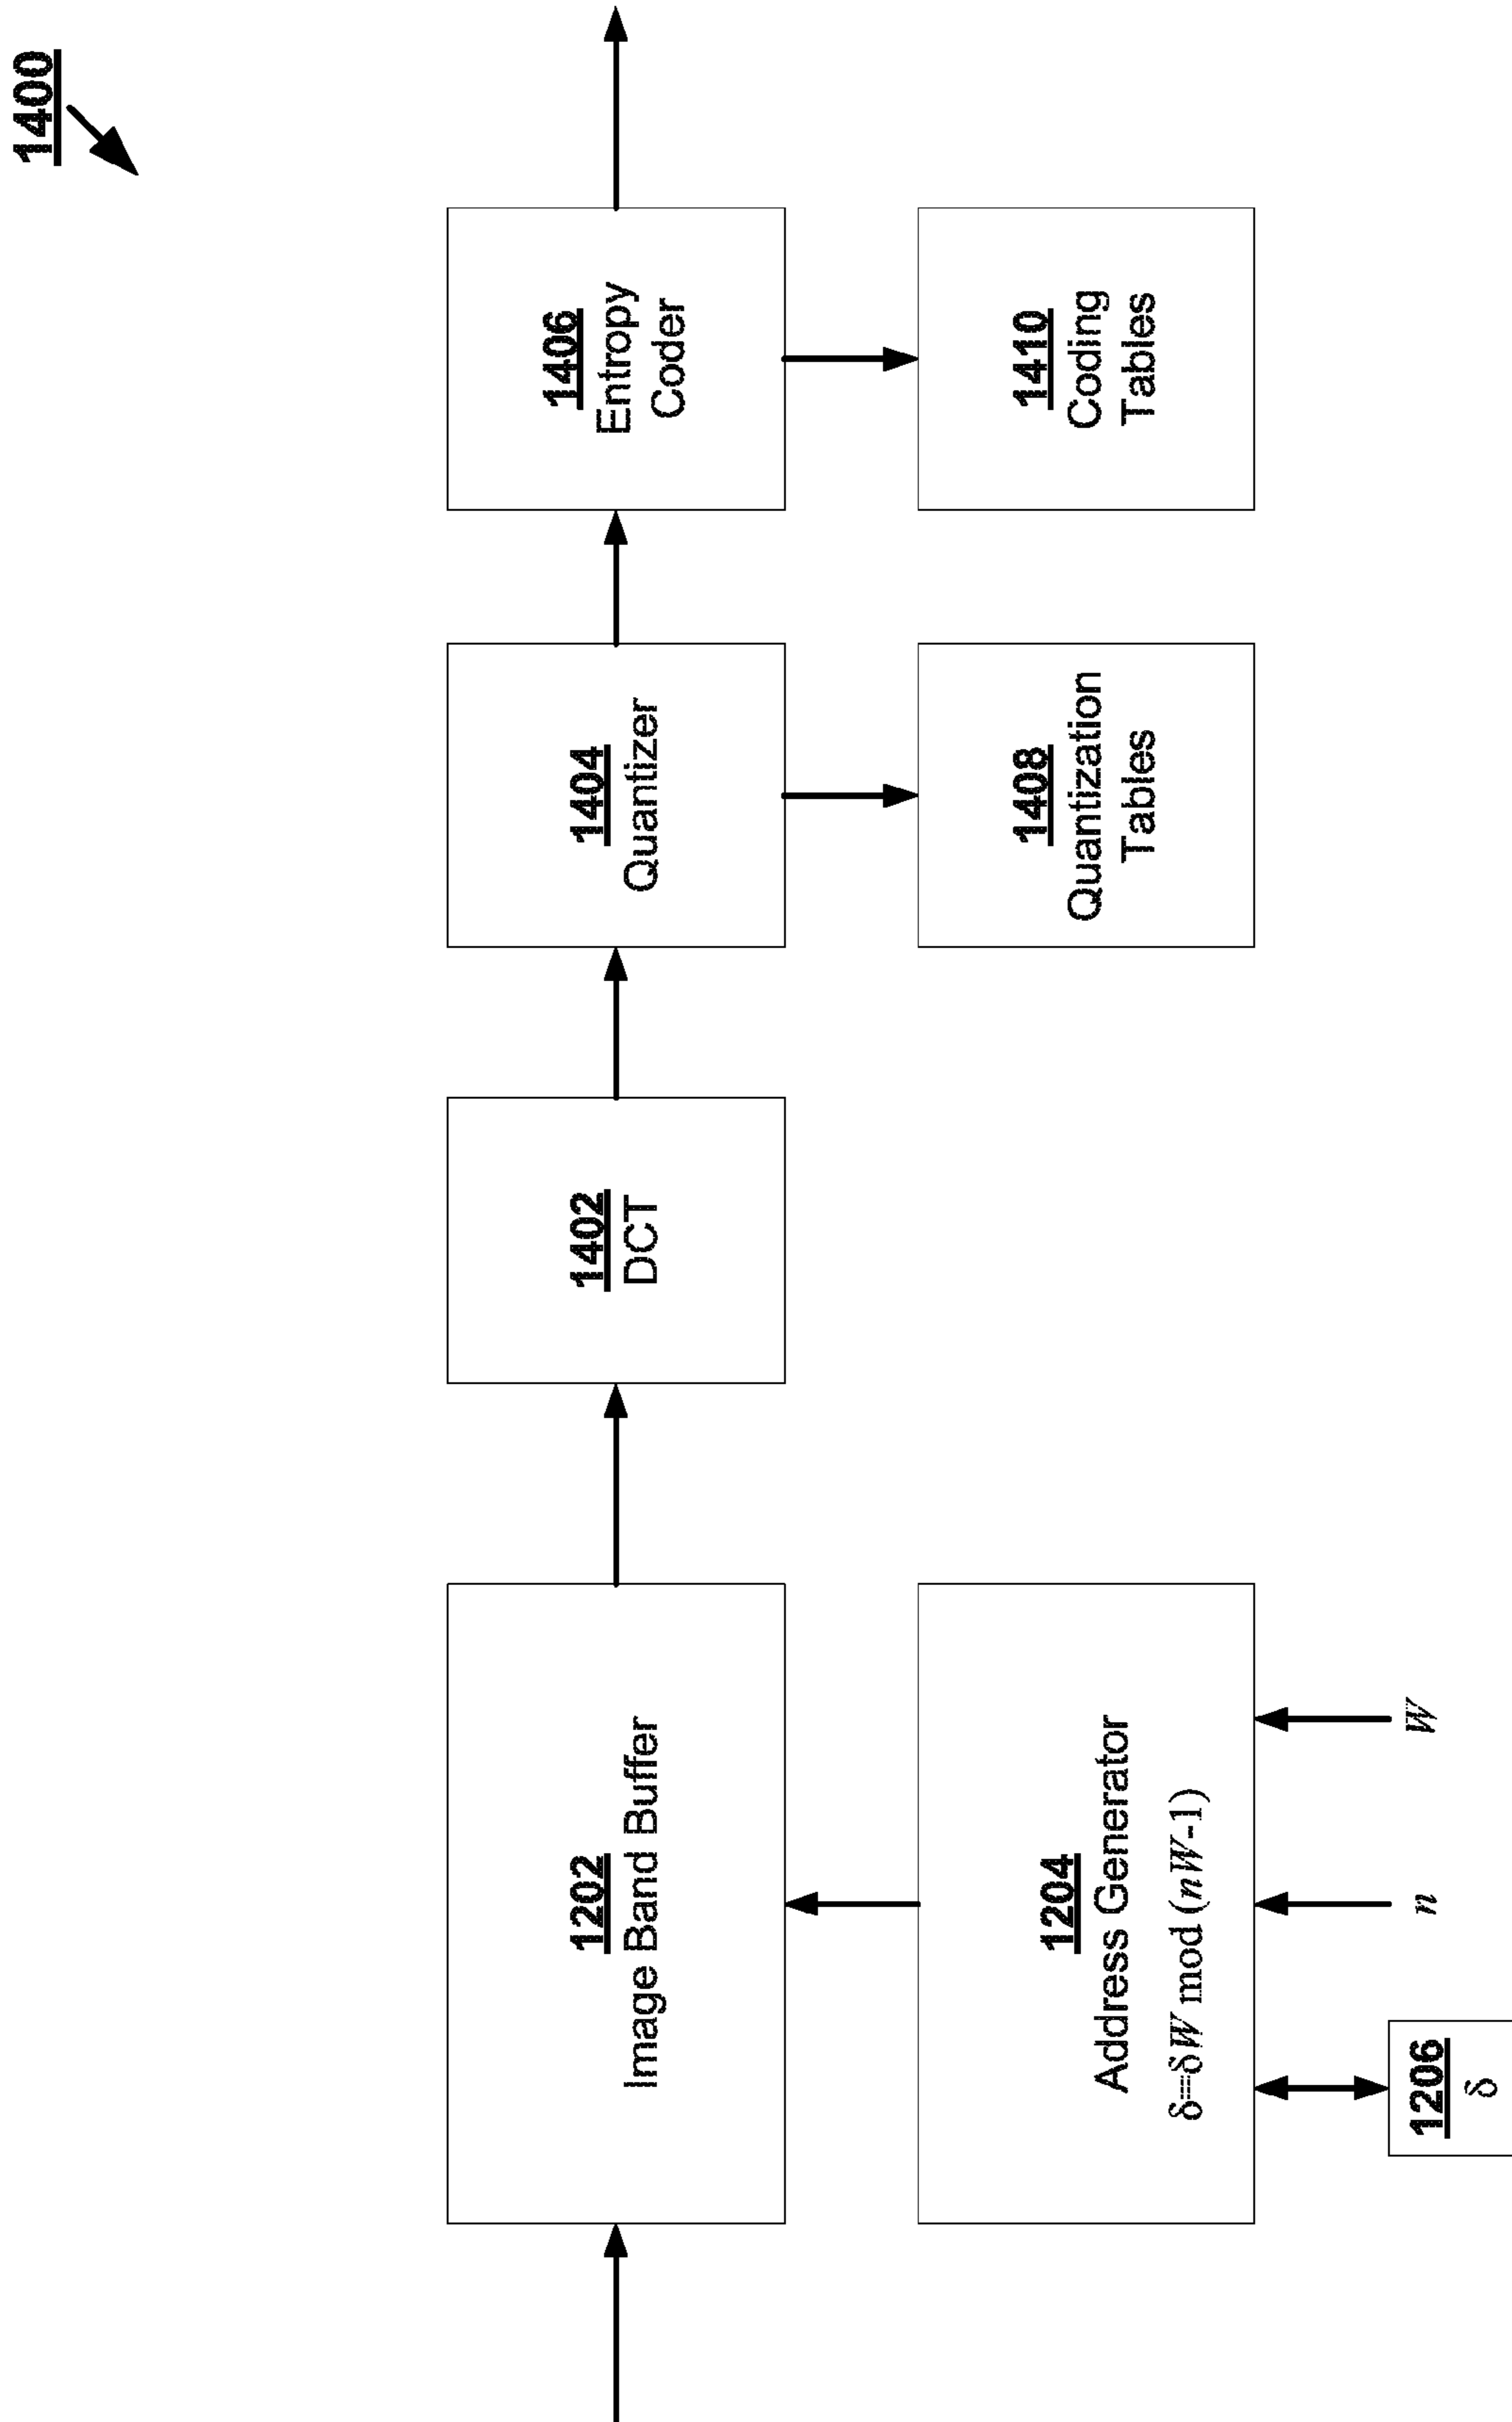 1400
1202
Image Band Buffer
1402
DCT
1404
Quantizer
1406
Entropy
Coder
1204
Address Generator
δ=δW mod (nW-1)
1408
Quantization
Tables
1410
Coding
Tables
1206
δ
n
W